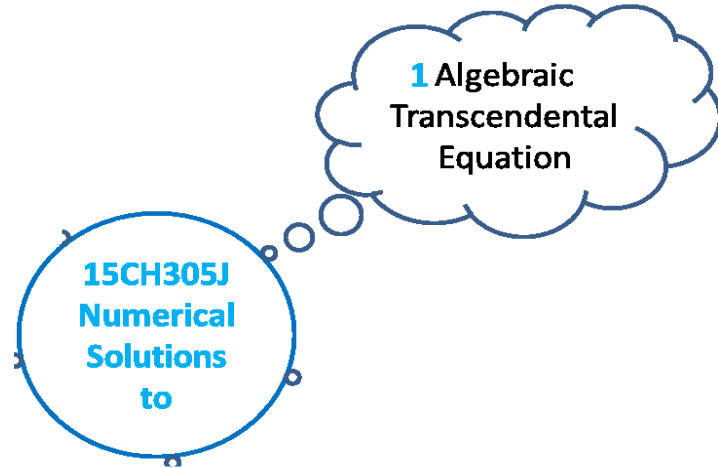 1 Algebraic
Transcendental
Equation
15CH305J
Numerical
Solutions
to